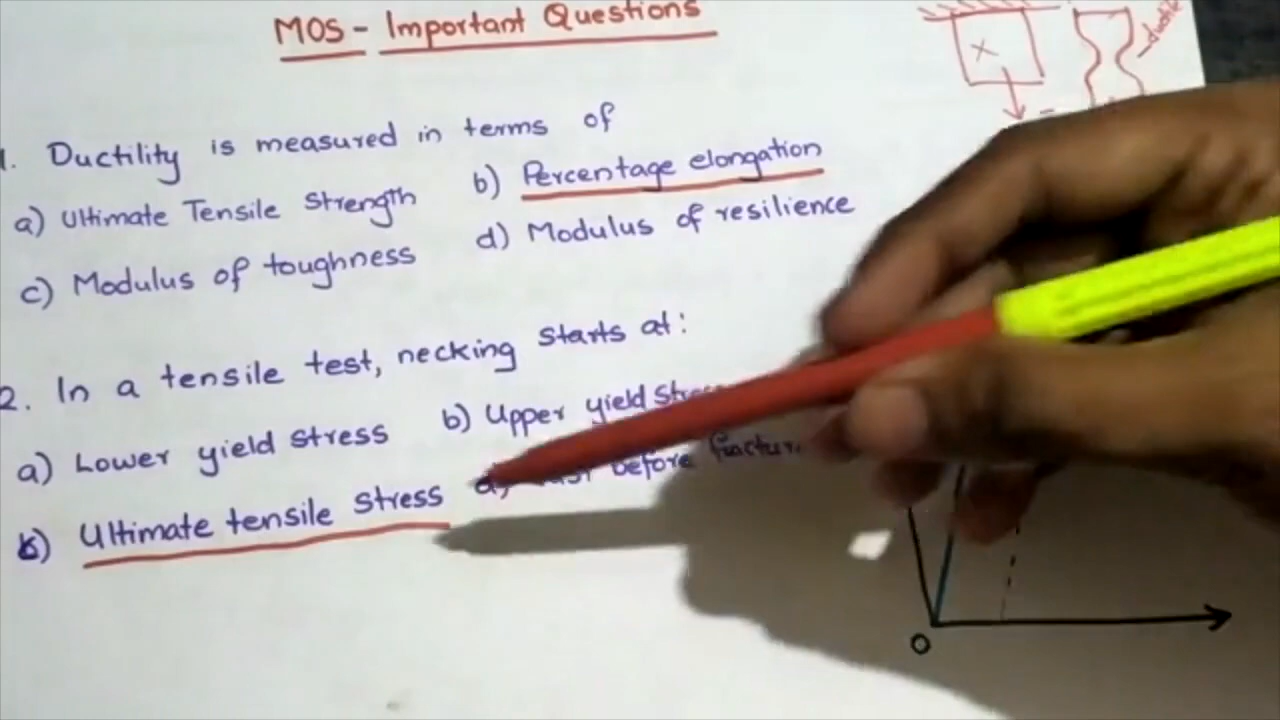 MOS - Important Questions
1. Ductility is measured in terms of
a) Ultimate Tensile Strength b) Percentage elongation
c) Modulus of toughness d) Modulus of resilience
2. In a tensile test, necking starts at:
a) Lower yield stress b) Upper yield stress
c) Ultimate tensile stress d) before
X
O